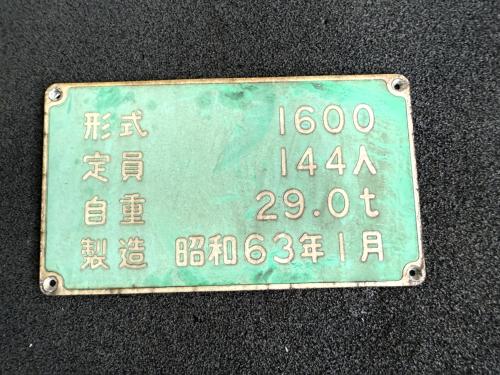 形式 1600
定員 144人
自重 29.0t
製造 昭和63年1月